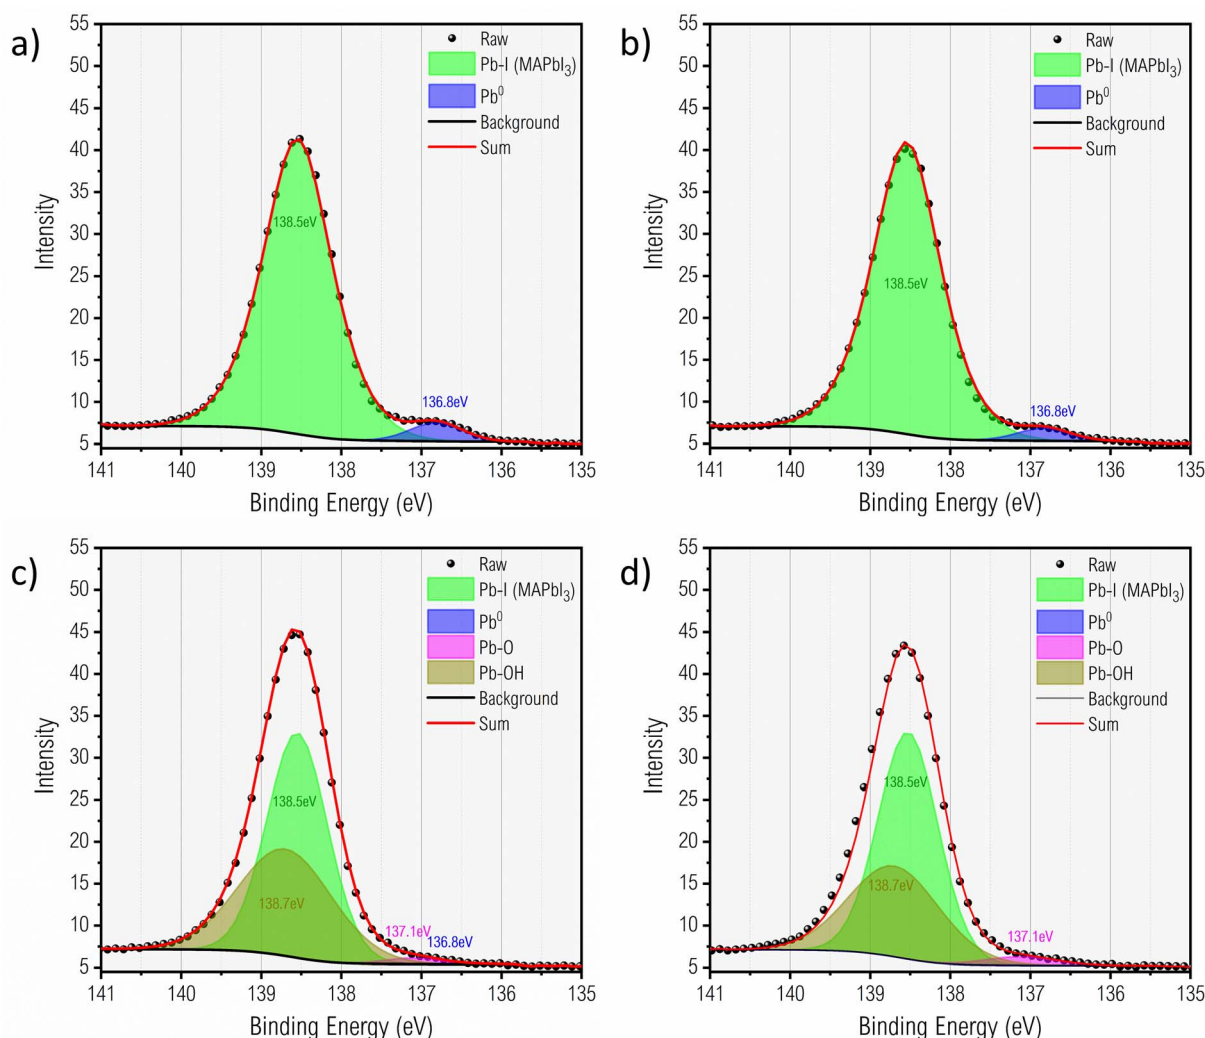 a)
55
50
45
40
35
30
25
20
15
10
5
Intensity
Raw
Pb-I (MAPbI₃)
Pb⁰
Background
Sum
138.5eV
136.8eV
141 140 139 138 137 136 135
Binding Energy (eV)
b)
55
50
45
40
35
30
25
20
15
10
5
Intensity
Raw
Pb-I (MAPbI₃)
Pb⁰
Background
Sum
138.5eV
136.8eV
141 140 139 138 137 136 135
Binding Energy (eV)
c)
55
50
45
40
35
30
25
20
15
10
5
Intensity
Raw
Pb-I (MAPbI₃)
Pb⁰
Pb-O
Pb-OH
Background
Sum
138.5eV
138.7eV
137.1eV
136.8eV
141 140 139 138 137 136 135
Binding Energy (eV)
d)
55
50
45
40
35
30
25
20
15
10
5
Intensity
Raw
Pb-I (MAPbI₃)
Pb⁰
Pb-O
Pb-OH
Background
Sum
138.5eV
138.7eV
137.1eV
141 140 139 138 137 136 135
Binding Energy (eV)